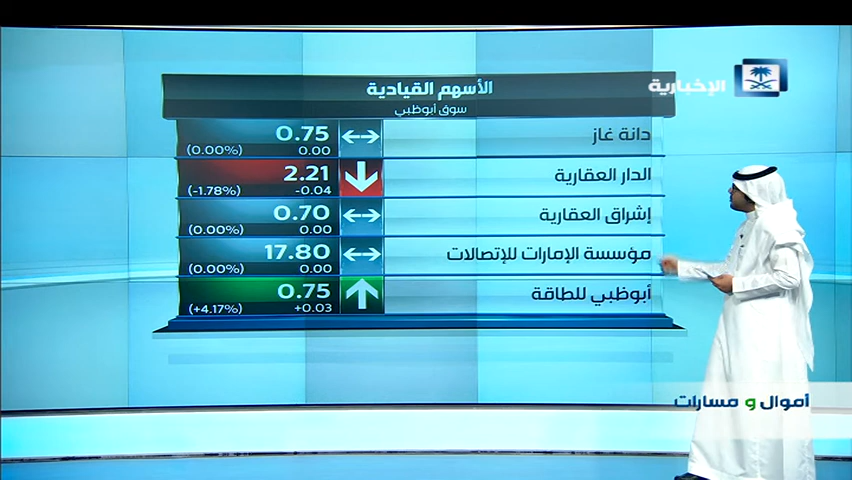 الإخبارية
الأسهم القيادية
سوق أبوظبي
دانة غاز 0.75
0.00 (0.00%)
الدار العقارية 2.21
-0.04 (-1.78%)
إشراق العقارية 0.70
0.00 (0.00%)
مؤسسة الإمارات للإتصالات 17.80
0.00 (0.00%)
أبوظبي للطاقة 0.75
+0.03 (+4.17%)
أموال و مسارات